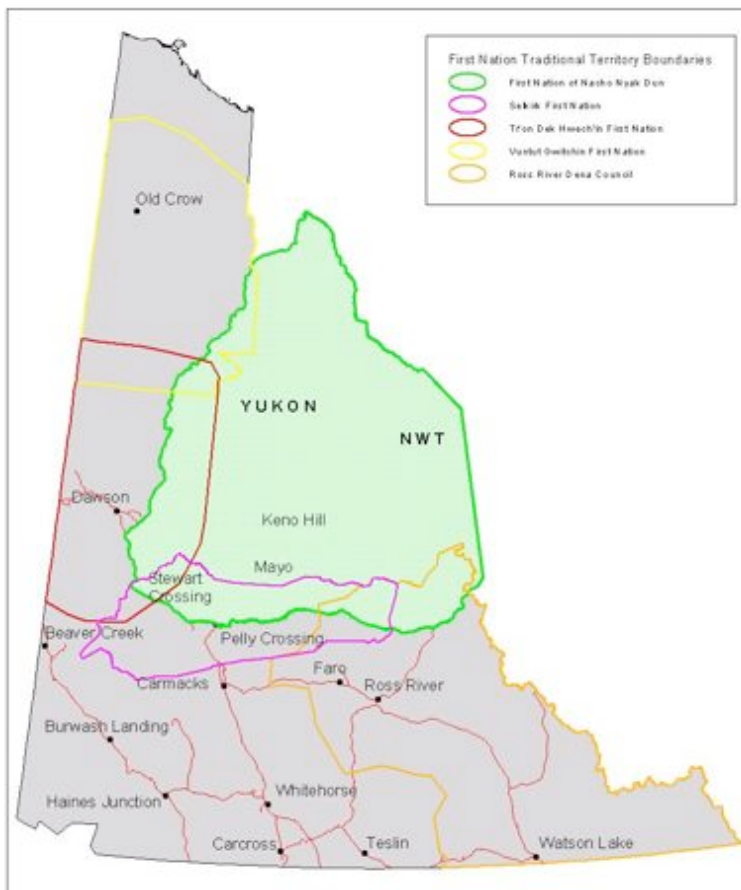 First Nation Traditional Territory Boundaries
First Nation of Nacho Nyak Dun
Selkirk First Nation
Tr'on Dek Hwech'in First Nation
Vuntut Gwitchin First Nation
Ross River Dena Council
Old Crow
YUKON
NWT
Dawson
Keno Hill
Mayo
Stewart
Crossing
Beaver Creek
Pelly Crossing
Faro
Carmacks
Ross River
Burwash Landing
Haines Junction
Whitehorse
Carcross
Teslin
Watson Lake